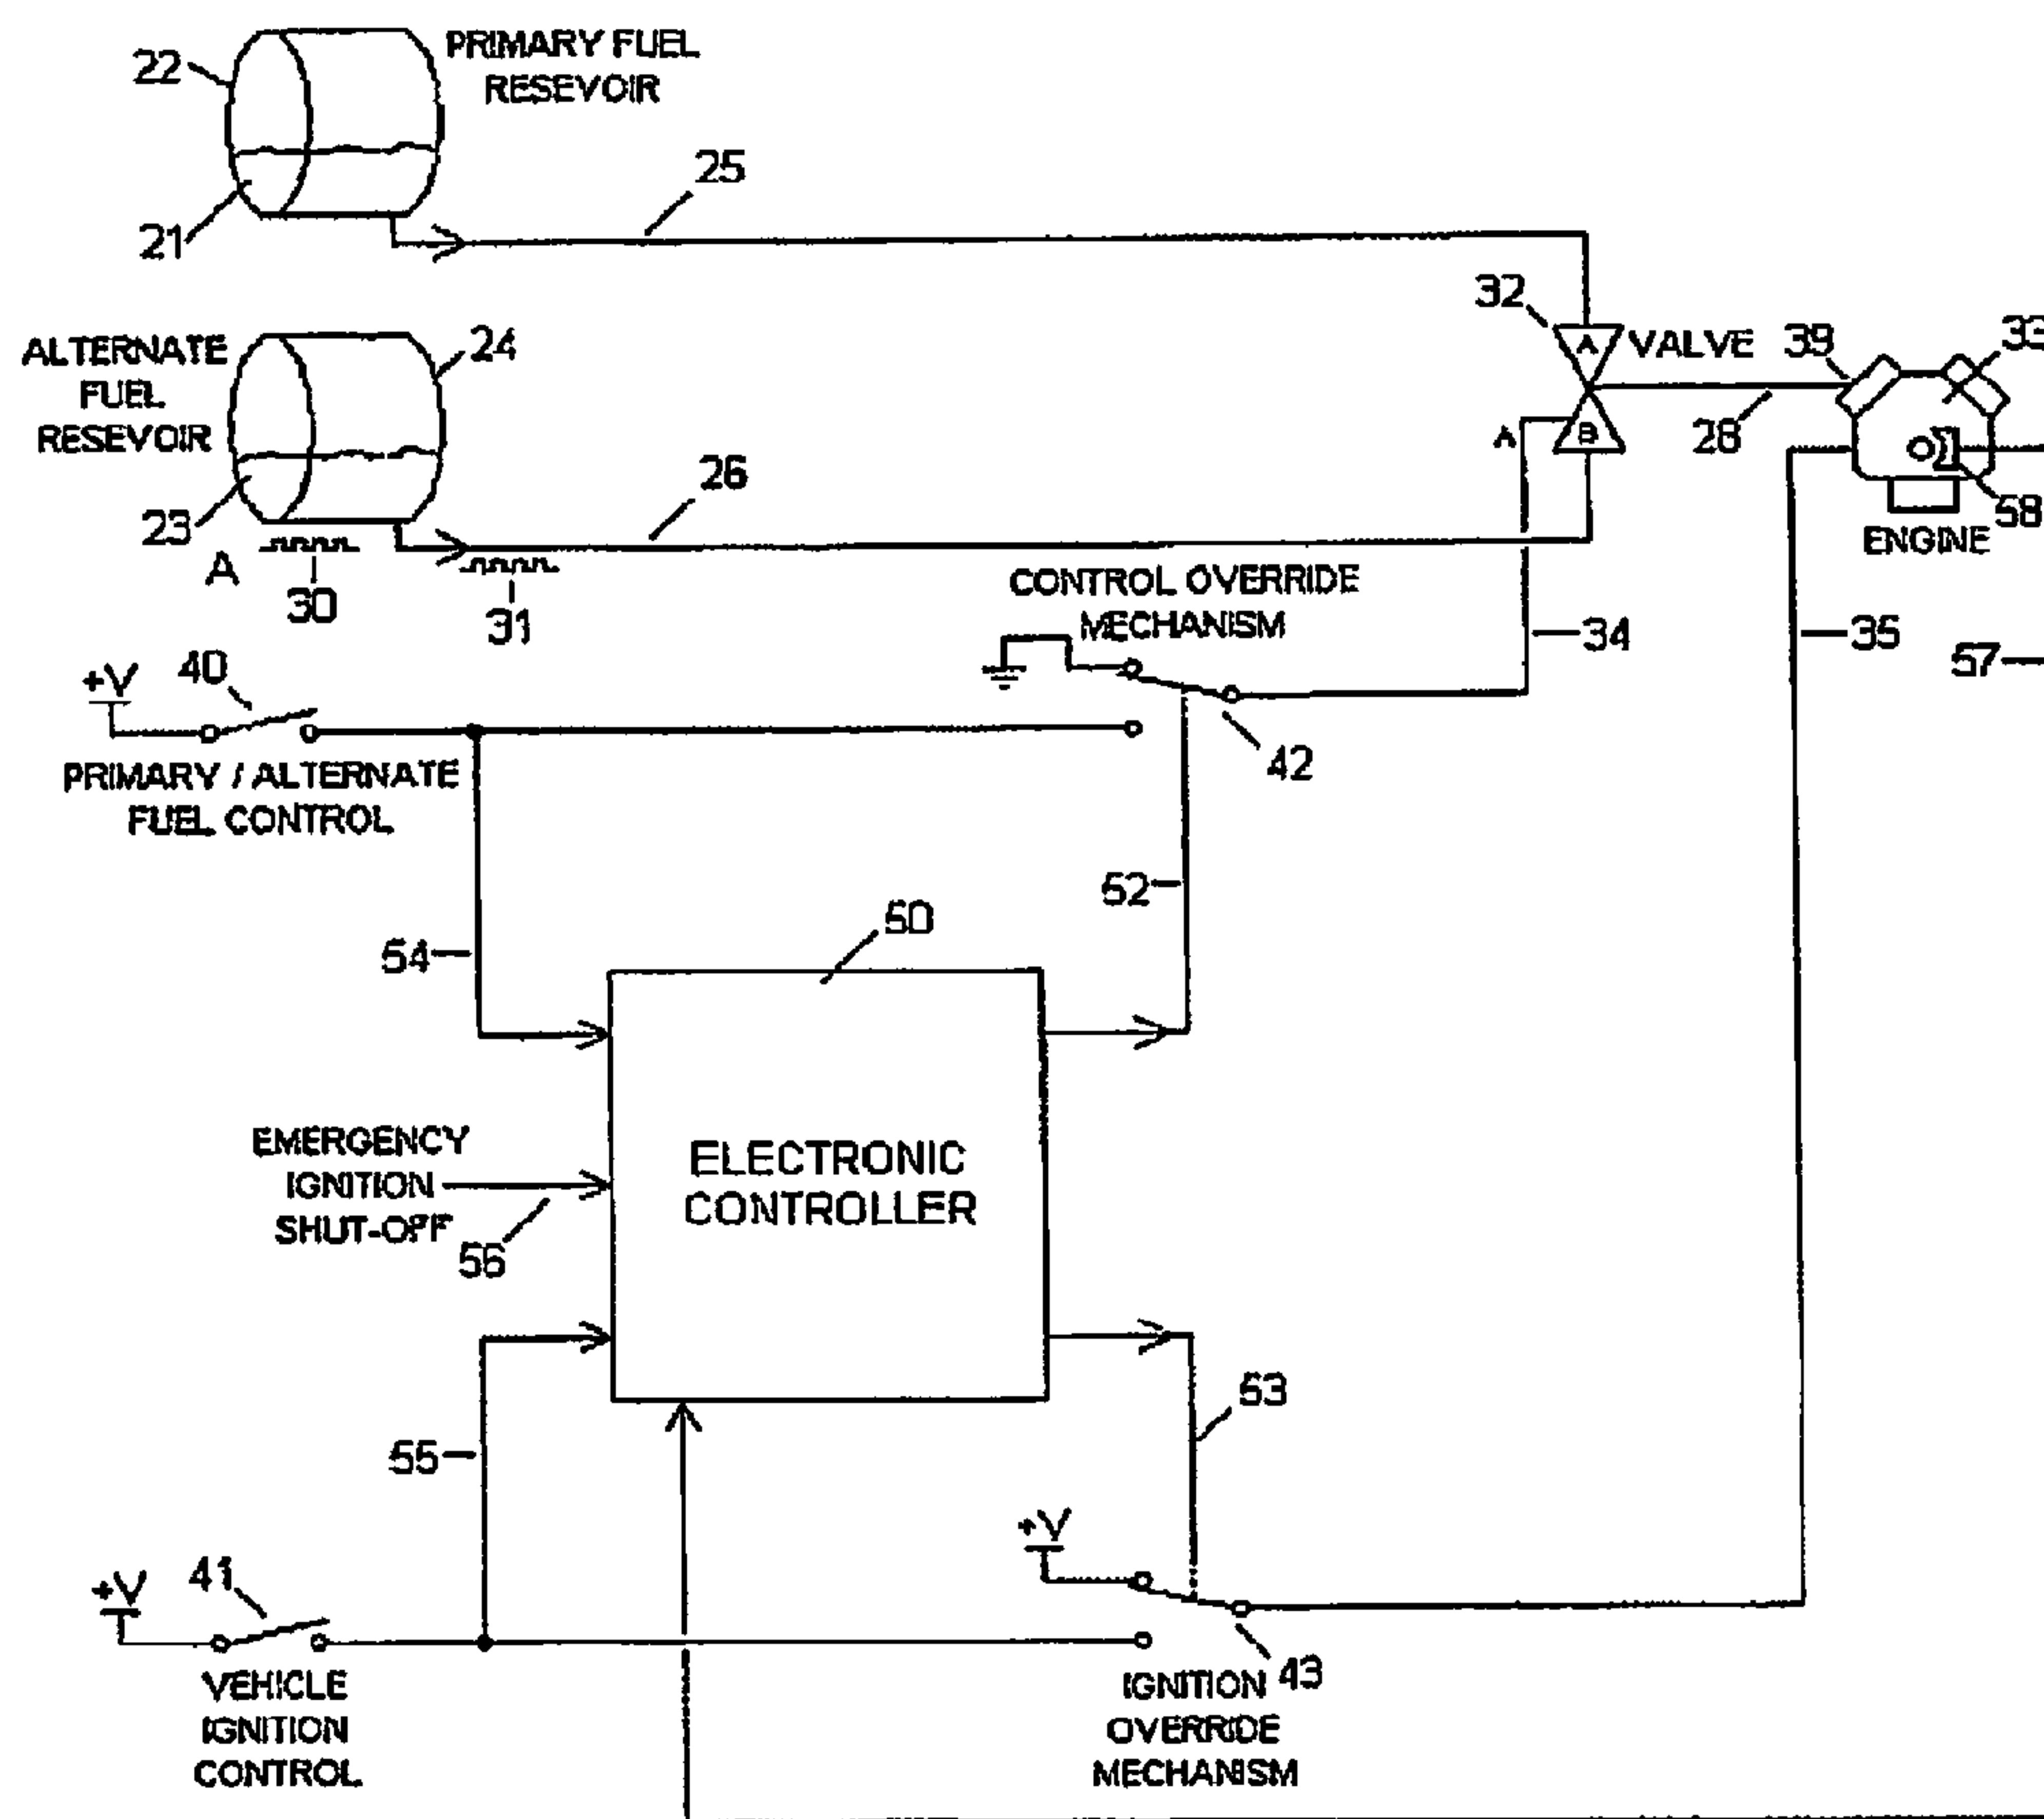 22
PRIMARY FUEL
RESEVOIR
21
25
ALTERNATE
FUEL
RESEVOIR
24
23
A
30
31
26
32
A
VALVE
39
33
A
B
28
58
ENGINE
CONTROL OVERRIDE
MECHANISM
34
35
57
+V
40
42
PRIMARY / ALTERNATE
FUEL CONTROL
52
50
54
EMERGENCY
IGNITION
SHUT-OFF
56
ELECTRONIC
CONTROLLER
53
55
+V
+V
41
43
VEHICLE
IGNITION
CONTROL
IGNITION
OVERRIDE
MECHANISM